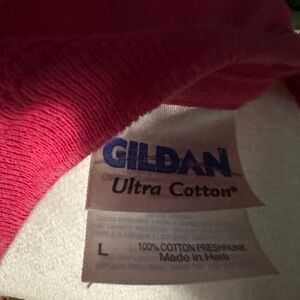 GILDAN
Ultra Cotton®
L
100% COTTON PRESHRUNK
Made in Haiti